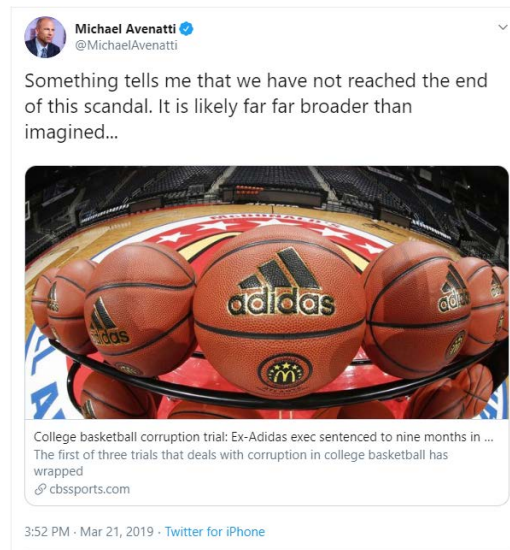 Michael Avenatti
@MichaelAvenatti
Something tells me that we have not reached the end
of this scandal. It is likely far far broader than
imagined...
McDONALD'S
adidas
adidas
adidas
College basketball corruption trial: Ex-Adidas exec sentenced to nine months in ...
The first of three trials that deals with corruption in college basketball has
wrapped
cbssports.com
3:52 PM · Mar 21, 2019 · Twitter for iPhone